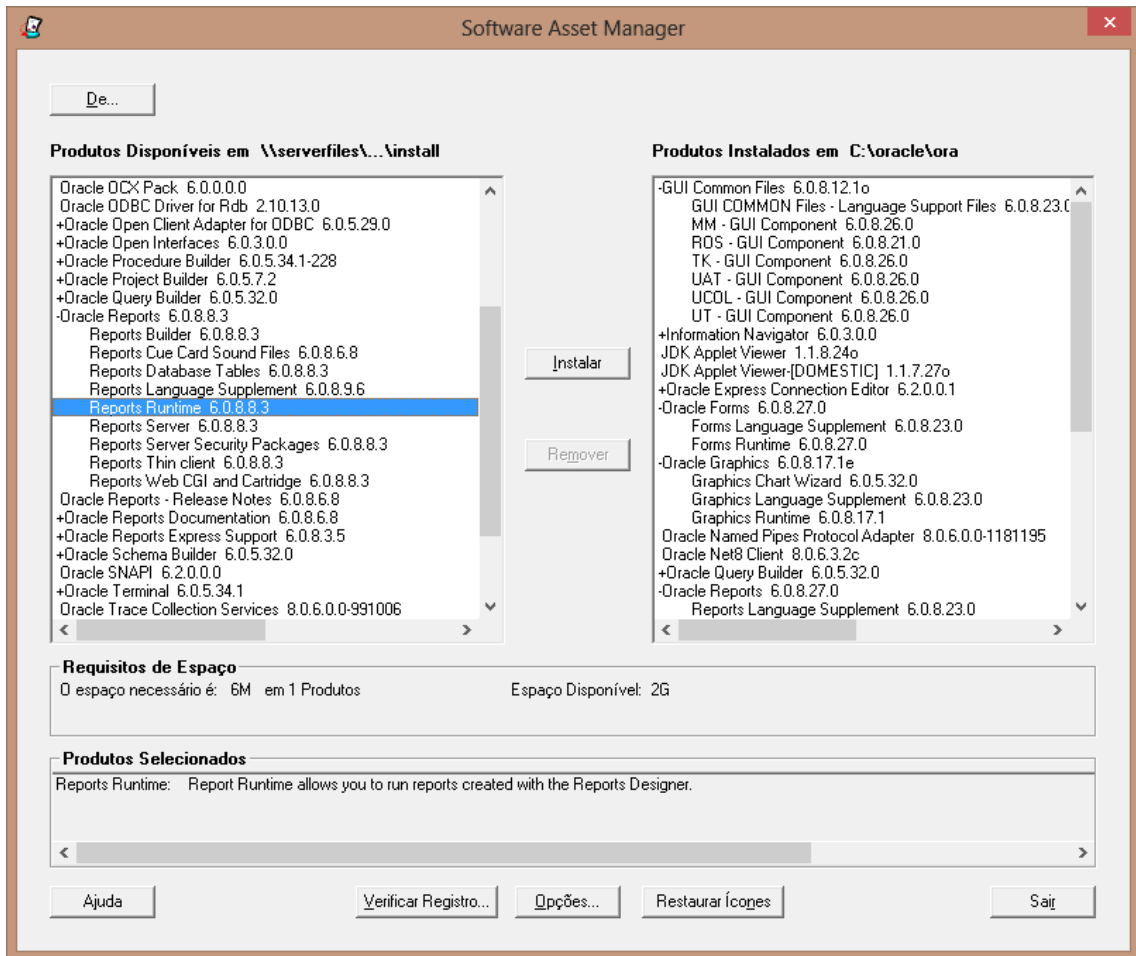 Software Asset Manager
De...
Produtos Disponíveis em \\serverfiles\...\install
Oracle OCX Pack 6.0.0.0.0
Oracle ODBC Driver for Rdb 2.10.13.0
+Oracle Open Client Adapter for ODBC 6.0.5.29.0
+Oracle Open Interfaces 6.0.3.0.0
+Oracle Procedure Builder 6.0.5.34.1-228
+Oracle Project Builder 6.0.5.7.2
+Oracle Query Builder 6.0.5.32.0
-Oracle Reports 6.0.8.8.3
Reports Builder 6.0.8.8.3
Reports Cue Card Sound Files 6.0.8.6.8
Reports Database Tables 6.0.8.8.3
Reports Language Supplement 6.0.8.9.6
Reports Runtime 6.0.8.8.3
Reports Server 6.0.8.8.3
Reports Server Security Packages 6.0.8.8.3
Reports Thin client 6.0.8.8.3
Reports Web CGI and Cartridge 6.0.8.8.3
Oracle Reports - Release Notes 6.0.8.6.8
+Oracle Reports Documentation 6.0.8.6.8
+Oracle Reports Express Support 6.0.8.3.5
+Oracle Schema Builder 6.0.5.32.0
Oracle SNAPI 6.2.0.0.0
+Oracle Terminal 6.0.5.34.1
Oracle Trace Collection Services 8.0.6.0.0-991006
Instalar
Remover
Produtos Instalados em C:\oracle\ora
-GUI Common Files 6.0.8.12.1o
GUI COMMON Files - Language Support Files 6.0.8.23.0
MM - GUI Component 6.0.8.26.0
ROS - GUI Component 6.0.8.21.0
TK - GUI Component 6.0.8.26.0
UAT - GUI Component 6.0.8.26.0
UCOL - GUI Component 6.0.8.26.0
UT - GUI Component 6.0.8.26.0
+Information Navigator 6.0.3.0.0
JDK Applet Viewer 1.1.8.24o
JDK Applet Viewer-[DOMESTIC] 1.1.7.27o
+Oracle Express Connection Editor 6.2.0.0.1
-Oracle Forms 6.0.8.27.0
Forms Language Supplement 6.0.8.23.0
Forms Runtime 6.0.8.27.0
-Oracle Graphics 6.0.8.17.1e
Graphics Chart Wizard 6.0.5.32.0
Graphics Language Supplement 6.0.8.23.0
Graphics Runtime 6.0.8.17.1
Oracle Named Pipes Protocol Adapter 8.0.6.0.0-1181195
Oracle Net8 Client 8.0.6.3.2c
+Oracle Query Builder 6.0.5.32.0
-Oracle Reports 6.0.8.27.0
Reports Language Supplement 6.0.8.23.0
Requisitos de Espaço
O espaço necessário é: 6M em 1 Produtos Espaço Disponível: 2G
Produtos Selecionados
Reports Runtime: Report Runtime allows you to run reports created with the Reports Designer.
Ajuda Verificar Registro... Opções... Restaurar Ícones Sair